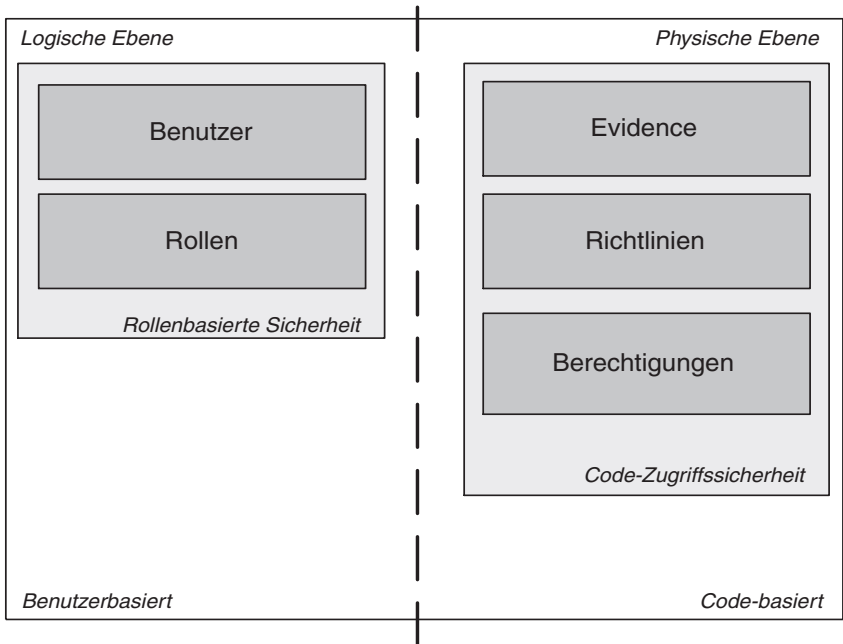 Logische Ebene
Benutzer
Rollen
Rollenbasierte Sicherheit
Benutzerbasiert
Physische Ebene
Evidence
Richtlinien
Berechtigungen
Code-Zugriffssicherheit
Code-basiert